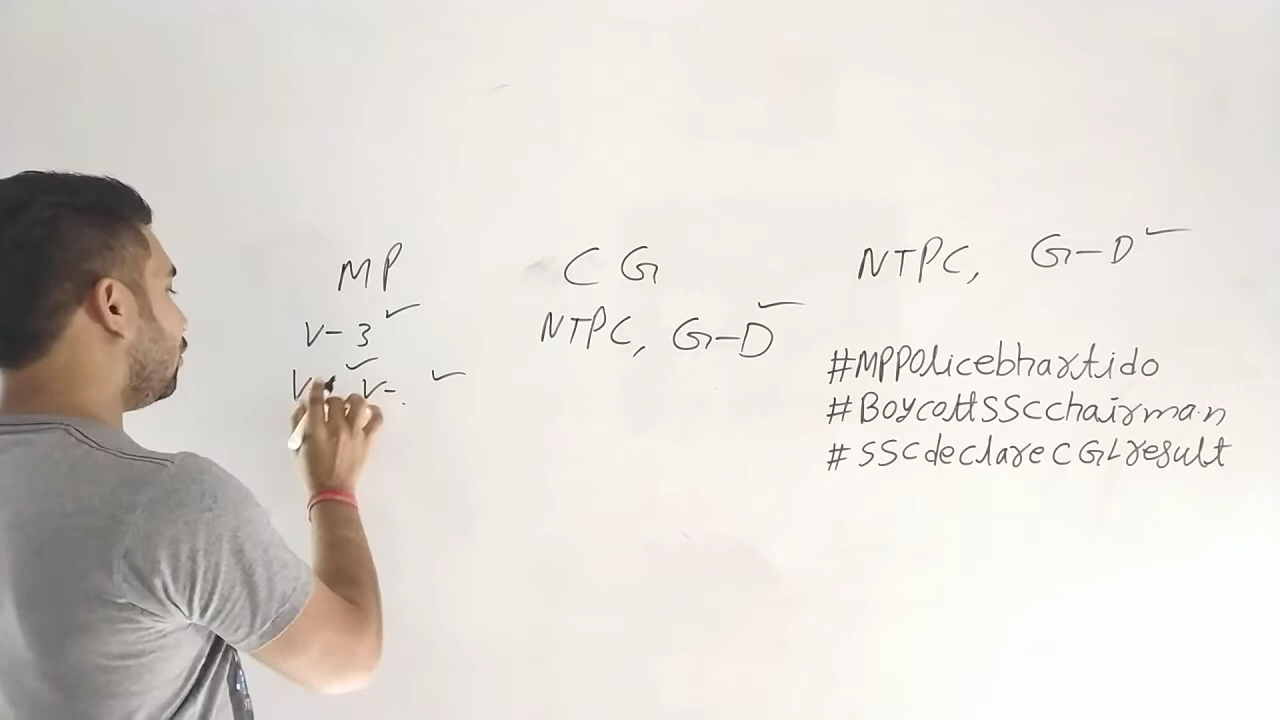 MP
V-3
V- V-
CG
NTPC, G-D
NTPC, G-D
#MPPolicebhartido
#BoycottSSCchairman
#SSCdeclareCGLresult